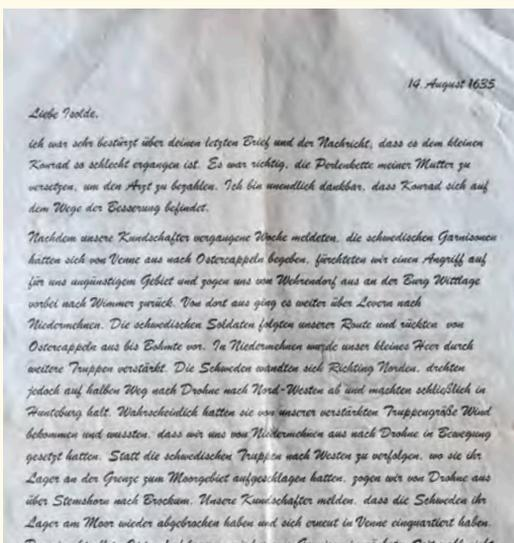 14. August 1635
Liebe Isolde,
ich war sehr bestürzt über deinen letzten Brief und der Nachricht, dass es dem kleinen
Konrad so schlecht ergangen ist. Es war richtig, die Perlenkette meiner Mutter zu
versetzen, um den Arzt zu bezahlen. Ich bin unendlich dankbar, dass Konrad sich auf
dem Wege der Besserung befindet.
Nachdem unsere Kundschafter vergangene Woche meldeten, die schwedischen Garnisonen
hätten sich von Venne aus nach Ostercappeln begeben, fürchteten wir einen Angriff auf
für uns ungünstigem Gebiet und zogen uns von Wehrendorf aus an der Burg Wittlage
vorbei nach Wimmer zurück. Von dort aus ging es weiter über Levern nach
Niedermehnen. Die schwedischen Soldaten folgten unserer Route und rückten von
Ostercappeln aus bis Bohmte vor. In Niedermehnen wurde unser kleines Heer durch
weitere Truppen verstärkt. Die Schweden wandten sich Richting Norden, drehten
jedoch auf halben Weg nach Drohne nach Nord-Westen ab und machten schließlich in
Hunteburg halt. Wahrscheinlich hatten sie von unserer verstärkten Truppengröße Wind
bekommen und wussten, dass wir uns von Niedermehnen aus nach Drohne in Bewegung
gesetzt hatten. Statt die schwedischen Truppen nach Westen zu verfolgen, wo sie ihr
Lager an der Grenze zum Moorgebiet aufgeschlagen hatten, zogen wir von Drohne aus
über Stemshorn nach Brockum. Unsere Kundschafter melden, dass die Schweden ihr
Lager am Moor wieder abgebrochen haben und sich erneut in Venne einquartiert haben.